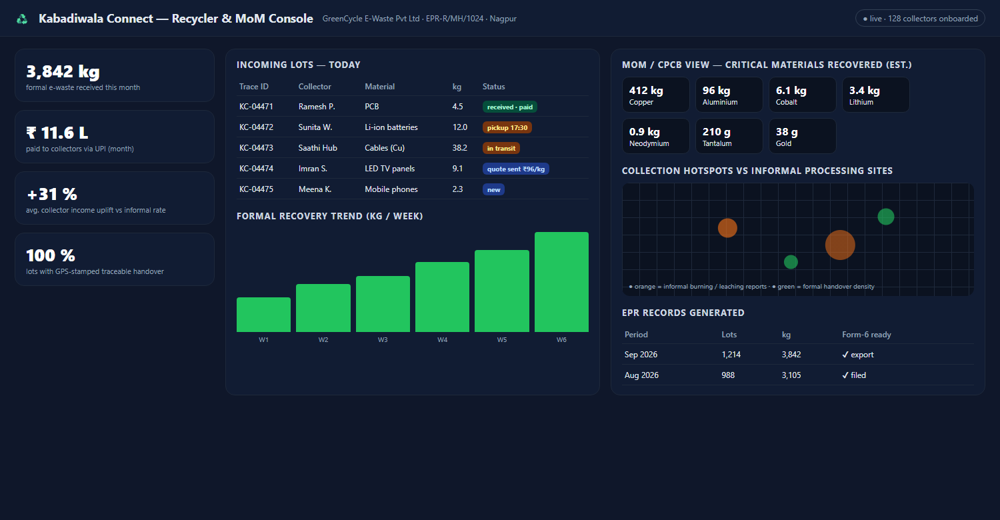 Kabadiwala Connect — Recycler & MoM Console
GreenCycle E-Waste Pvt Ltd · EPR-R/MH/1024 · Nagpur
● live · 128 collectors onboarded
3,842 kg
formal e-waste received this month
₹ 11.6 L
paid to collectors via UPI (month)
+31 %
avg. collector income uplift vs informal rate
100 %
lots with GPS-stamped traceable handover
INCOMING LOTS — TODAY
Trace ID Collector Material kg Status
KC-04471 Ramesh P. PCB 4.5 received · paid
KC-04472 Sunita W. Li-ion batteries 12.0 pickup 17:30
KC-04473 Saathi Hub Cables (Cu) 38.2 in transit
KC-04474 Imran S. LED TV panels 9.1 quote sent ₹96/kg
KC-04475 Meena K. Mobile phones 2.3 new
FORMAL RECOVERY TREND (KG / WEEK)
W1 W2 W3 W4 W5 W6
MOM / CPCB VIEW — CRITICAL MATERIALS RECOVERED (EST.)
412 kg 96 kg 6.1 kg 3.4 kg
Copper Aluminium Cobalt Lithium
0.9 kg 210 g 38 g
Neodymium Tantalum Gold
COLLECTION HOTSPOTS VS INFORMAL PROCESSING SITES
● orange = informal burning / leaching reports · ● green = formal handover density
EPR RECORDS GENERATED
Period Lots kg Form-6 ready
Sep 2026 1,214 3,842 ✓ export
Aug 2026 988 3,105 ✓ filed